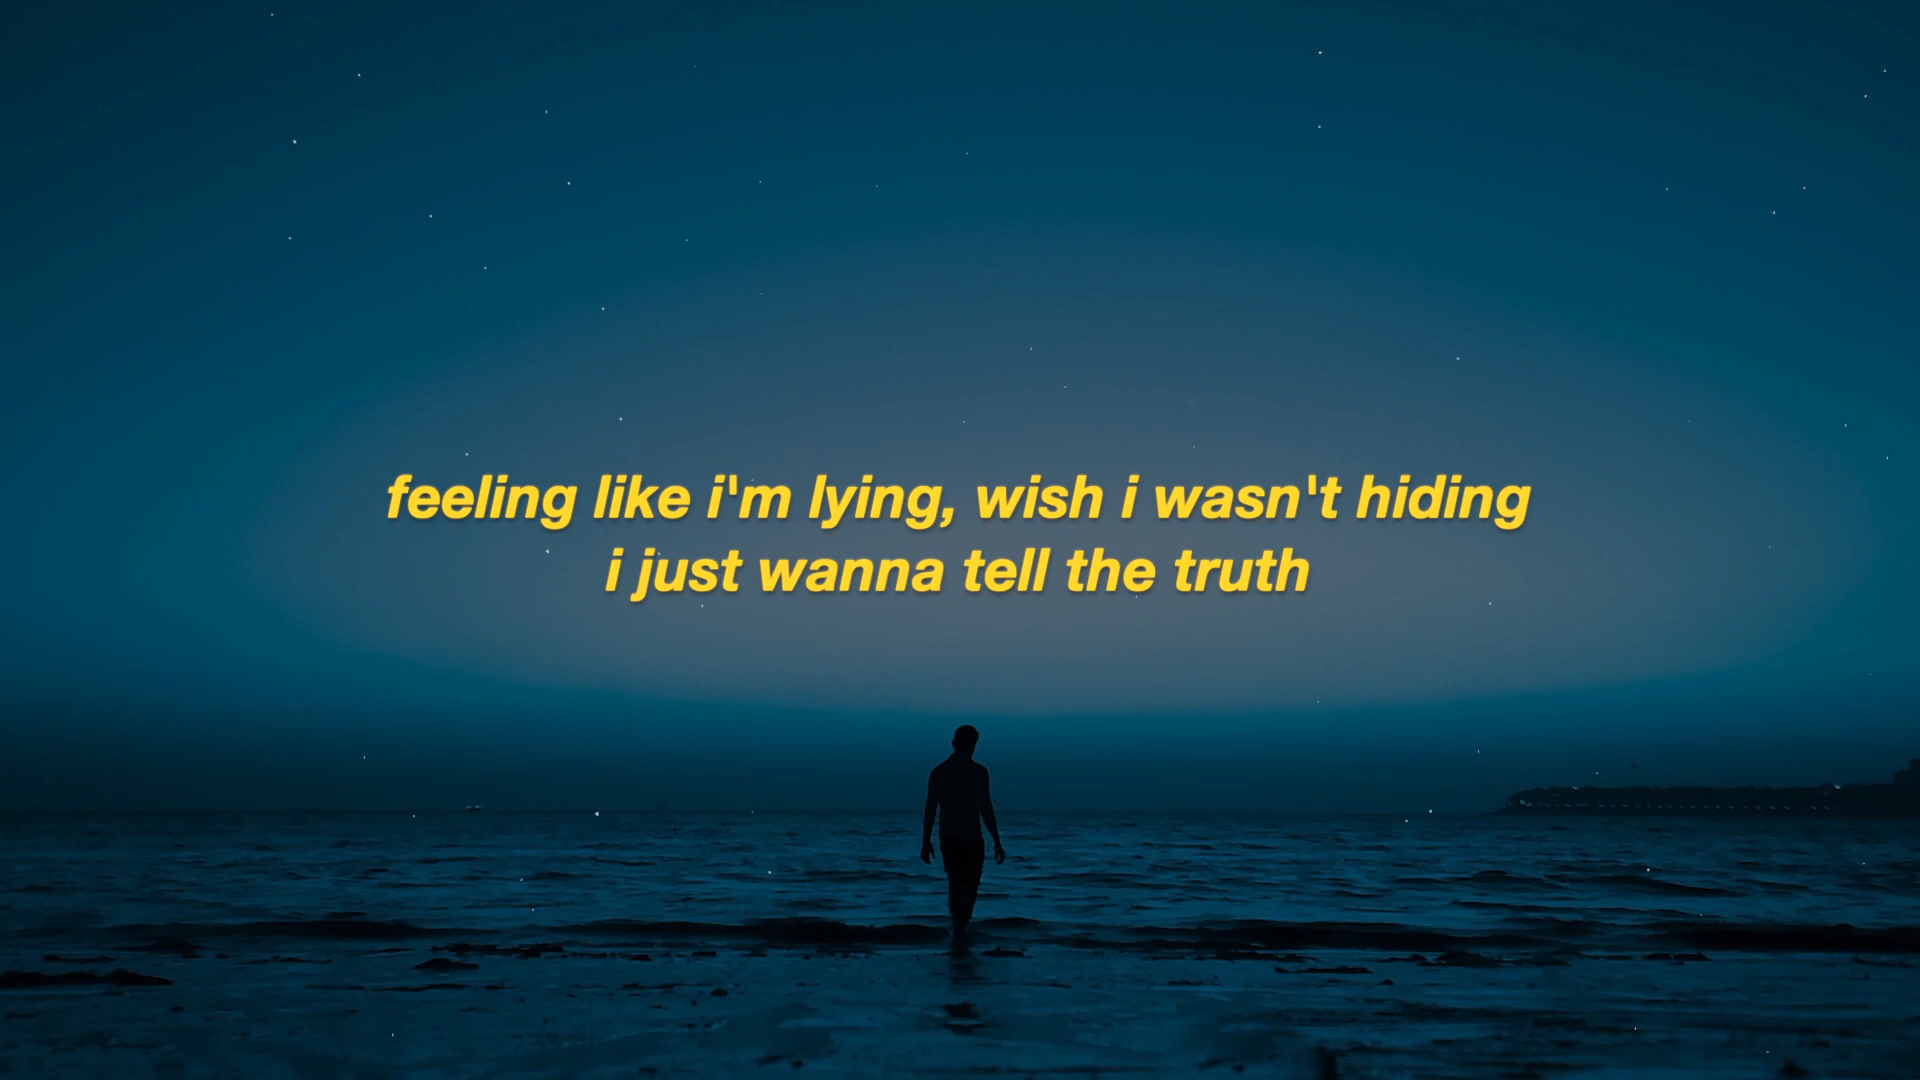 feeling like i'm lying, wish i wasn't hiding
i just wanna tell the truth